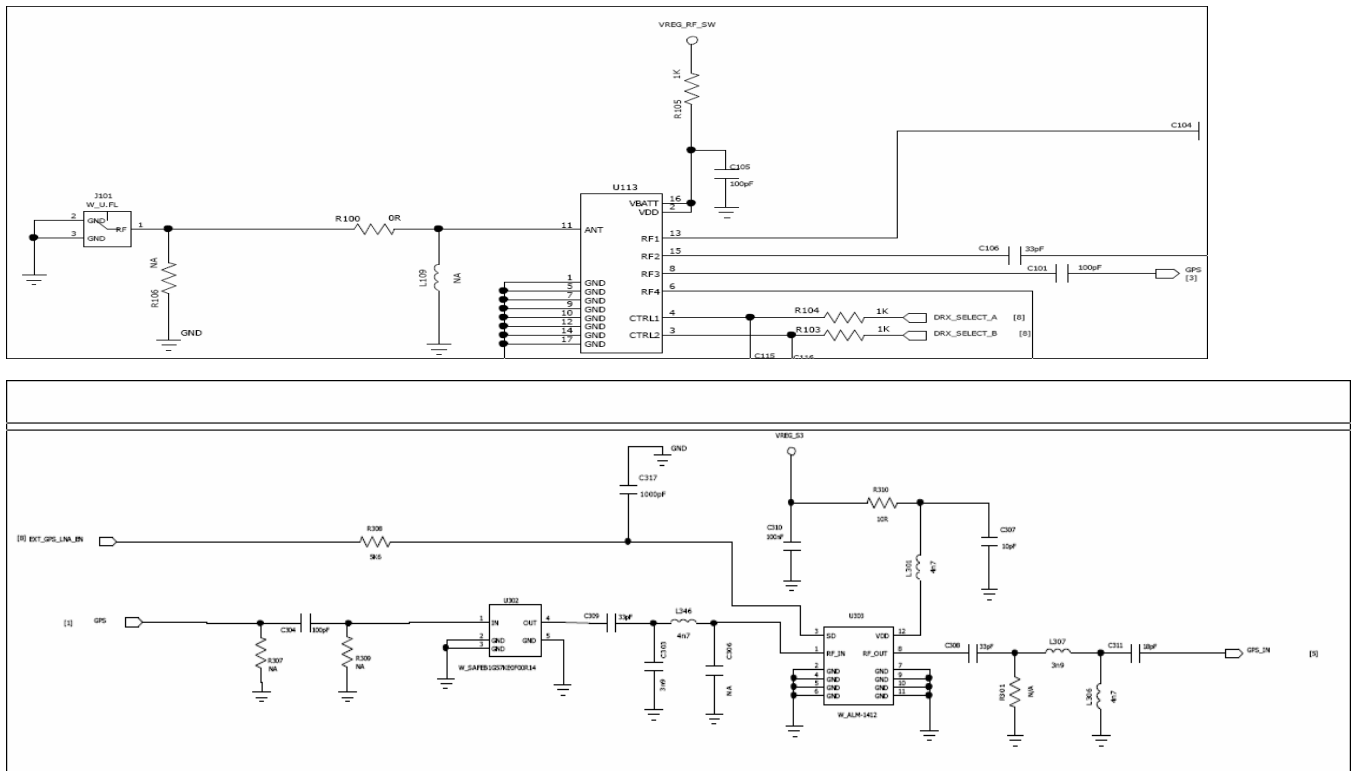 VREG_RF_SW
1K
R105
C104
C105
100pF
U113
J101
W_U.FL
2 GND RF 1
3 GND
R100 0R
11 ANT
VBATT 16
VDD 2
RF1 13
RF2 15
C106 33pF
RF3 8
C101 100pF GPS
[3]
RF4 6
NA
R106
L109
NA
GND
1 GND
5 GND
7 GND
9 GND
10 GND
12 GND
14 GND
17 GND
CTRL1 4
R104 1K DRX_SELECT_A [8]
CTRL2 3
R103 1K DRX_SELECT_B [8]
C115
VREG_S3
GND
C317
1000pF
R310
10R
C310
100nF
C307
10pF
L301
4n7
[8] EXT_GPS_LNA_EN
R308
5K6
U302
[1] GPS
C304 100pF
R307
NA
R309
NA
1 IN OUT 4
2 GND GND 5
3 GND
W_SAFEB1G57KE0F00R14
C309 33pF
L346
4n7
C303
3n9
C306
NA
U303
3 SD VDD 12
1 RF_IN RF_OUT 8
2 GND GND 7
4 GND GND 9
5 GND GND 10
6 GND GND 11
W_ALM-1412
C308 33pF
R301
N/A
L307
3n9
L306
4n7
C311 18pF
GPS_IN [5]